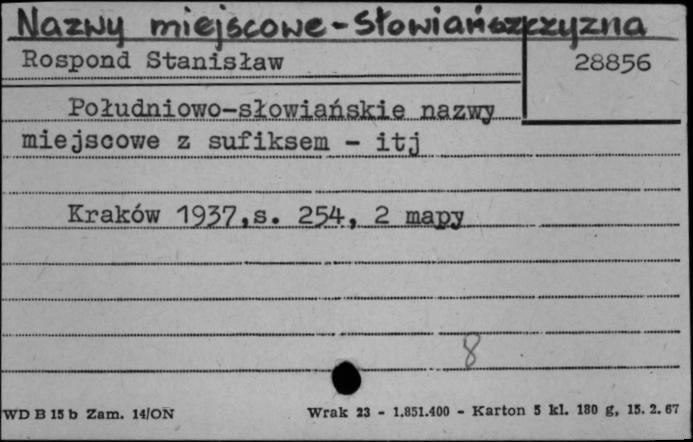 Nazwy miejscowe - Słowiańszczyzna
Rospond Stanisław 28856
Południowo-słowiańskie nazwy
miejscowe z sufiksem - itj
Kraków 1937,s. 254, 2 mapy
8
WD B 15 b Zam. 14/ON Wrak 23 - 1.851.400 - Karton 5 kl. 180 g, 15. 2. 67